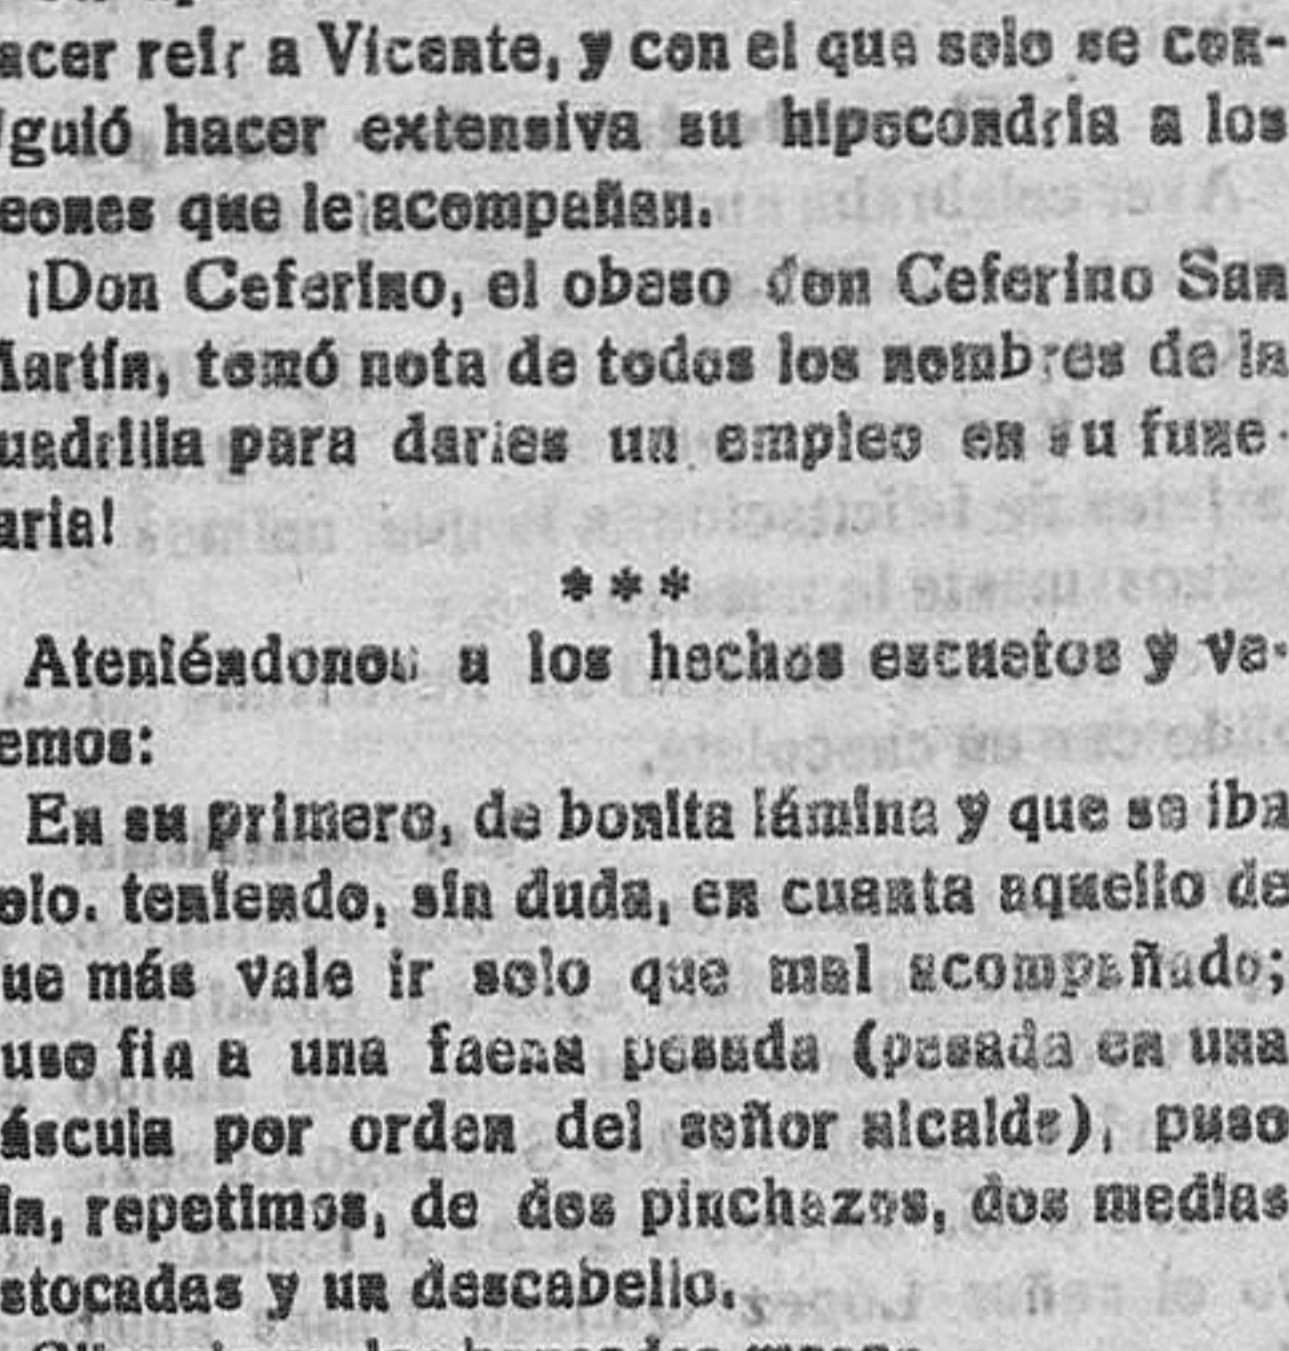 acer reir a Vicente, y con el que solo se con-
guió hacer extensiva su hipocondria a los
eones que le acompañan.
¡Don Ceferino, el obeso don Ceferino San
Martín, tomó nota de todos los nombres de la
uadrilla para darles un empleo en su fune-
aria!
* * *
Ateniéndonos a los hechos escuetos y ve-
emos:
En su primero, de bonita lámina y que se iba
olo. teniendo, sin duda, en cuanta aquello de
ue más vale ir solo que mal acompañado;
uso fin a una faena pesada (pesada en una
áscula por orden del señor alcalde), puso
in, repetimos, de dos pinchazos, dos medias
stocadas y un descabello.